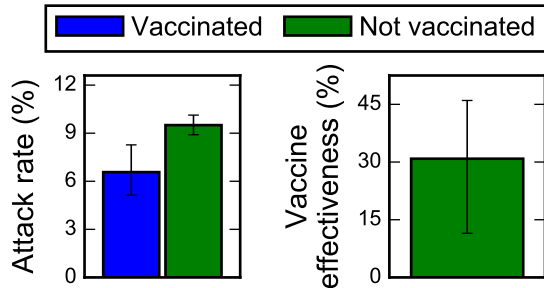 Vaccinated
Not vaccinated
Attack rate (%)
12
9
6
3
0
Vaccine
effectiveness (%)
45
30
15
0